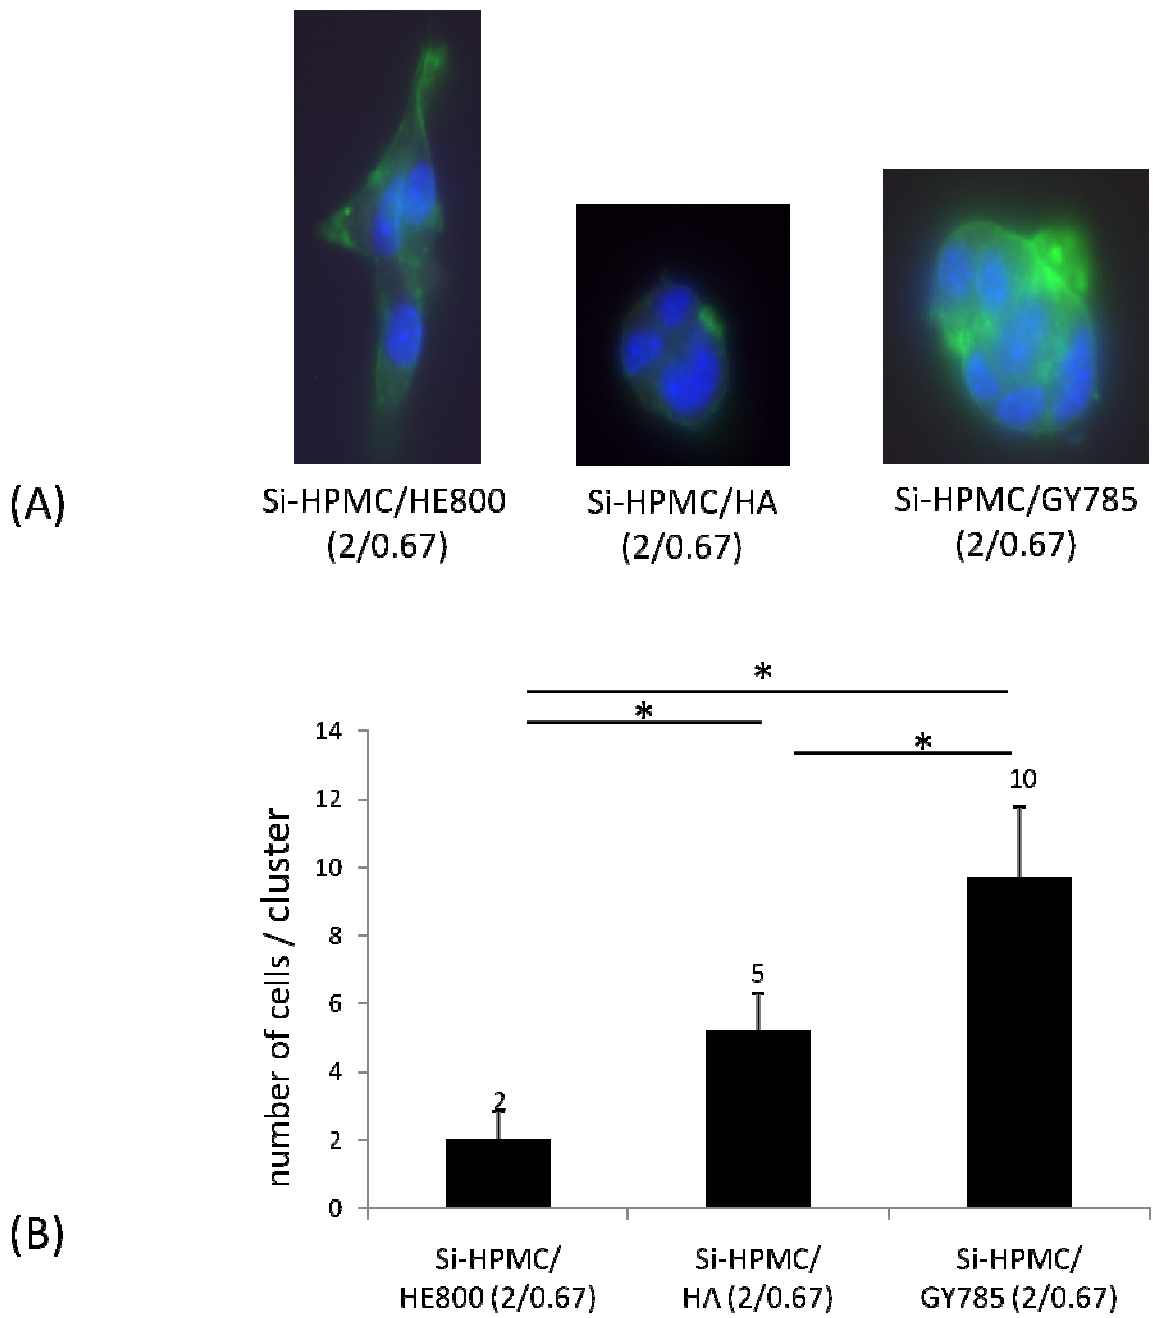 Si-HPMC/HE800
(2/0.67)
Si-HPMC/HA
(2/0.67)
Si-HPMC/GY785
(2/0.67)
(A)
*
*
*
14
12
10
8
6
4
2
0
number of cells / cluster
2
5
10
Si-HPMC/
HE800 (2/0.67)
Si-HPMC/
HA (2/0.67)
Si-HPMC/
GY785 (2/0.67)
(B)